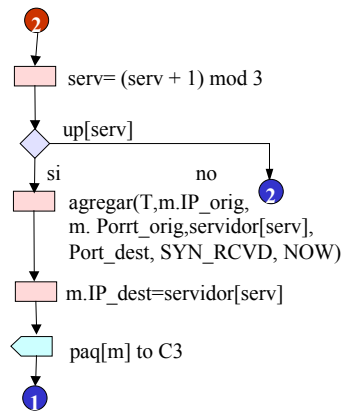 2
serv= (serv + 1) mod 3
up[serv]
si
no
2
agregar(T,m.IP_orig,
m. Porrt_orig,servidor[serv],
Port_dest, SYN_RCVD, NOW)
m.IP_dest=servidor[serv]
paq[m] to C3
1